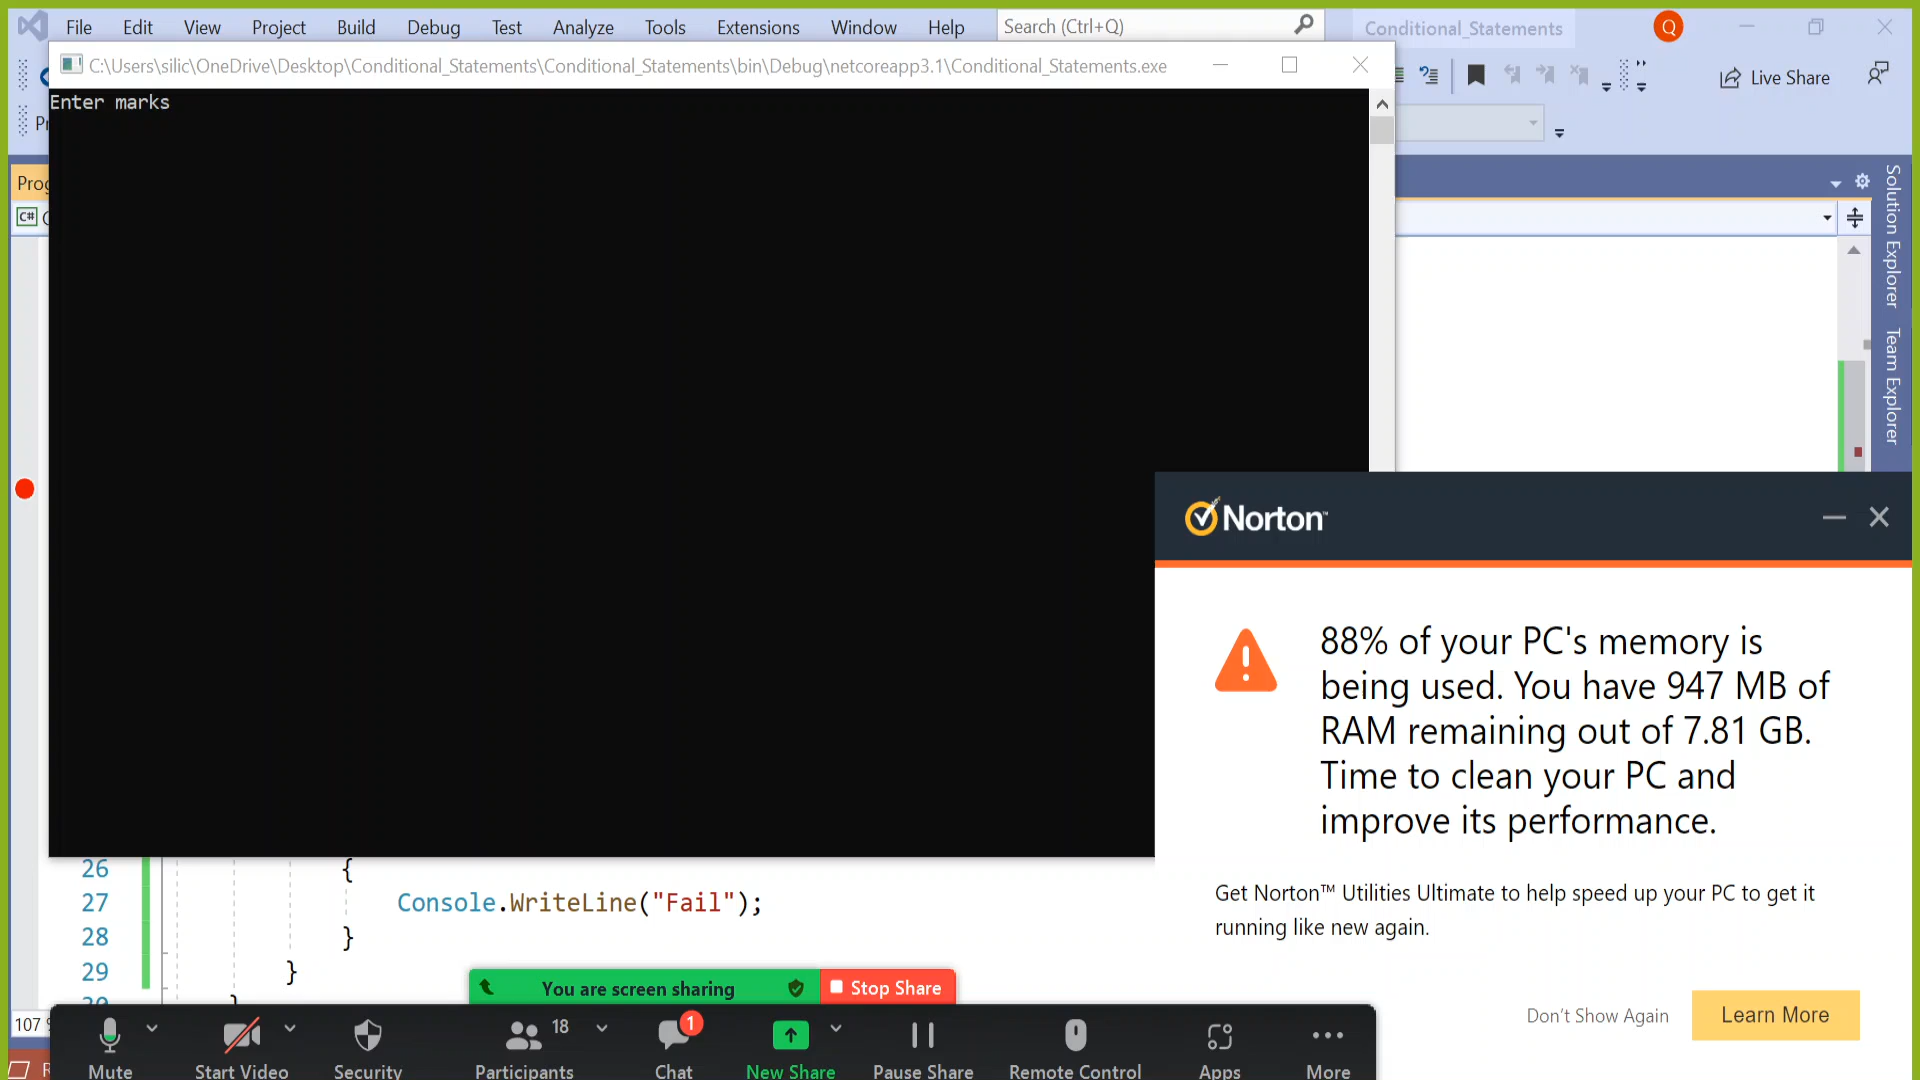 File Edit View Project Build Debug Test Analyze Tools Extensions Window Help Search (Ctrl+Q) Conditional_Statements Q
C:\Users\silic\OneDrive\Desktop\Conditional_Statements\Conditional_Statements\bin\Debug\netcoreapp3.1\Conditional_Statements.exe
Live Share
Enter marks
Pr
Prog
C#
Solution Explorer
Team Explorer
Norton
88% of your PC's memory is
being used. You have 947 MB of
RAM remaining out of 7.81 GB.
Time to clean your PC and
improve its performance.
Get Norton™ Utilities Ultimate to help speed up your PC to get it
running like new again.
Don't Show Again Learn More
26 {
27 Console.WriteLine("Fail");
28 }
29 }
30 }
You are screen sharing Stop Share
107 %
18 1
R
Mute Start Video Security Participants Chat New Share Pause Share Remote Control Apps More